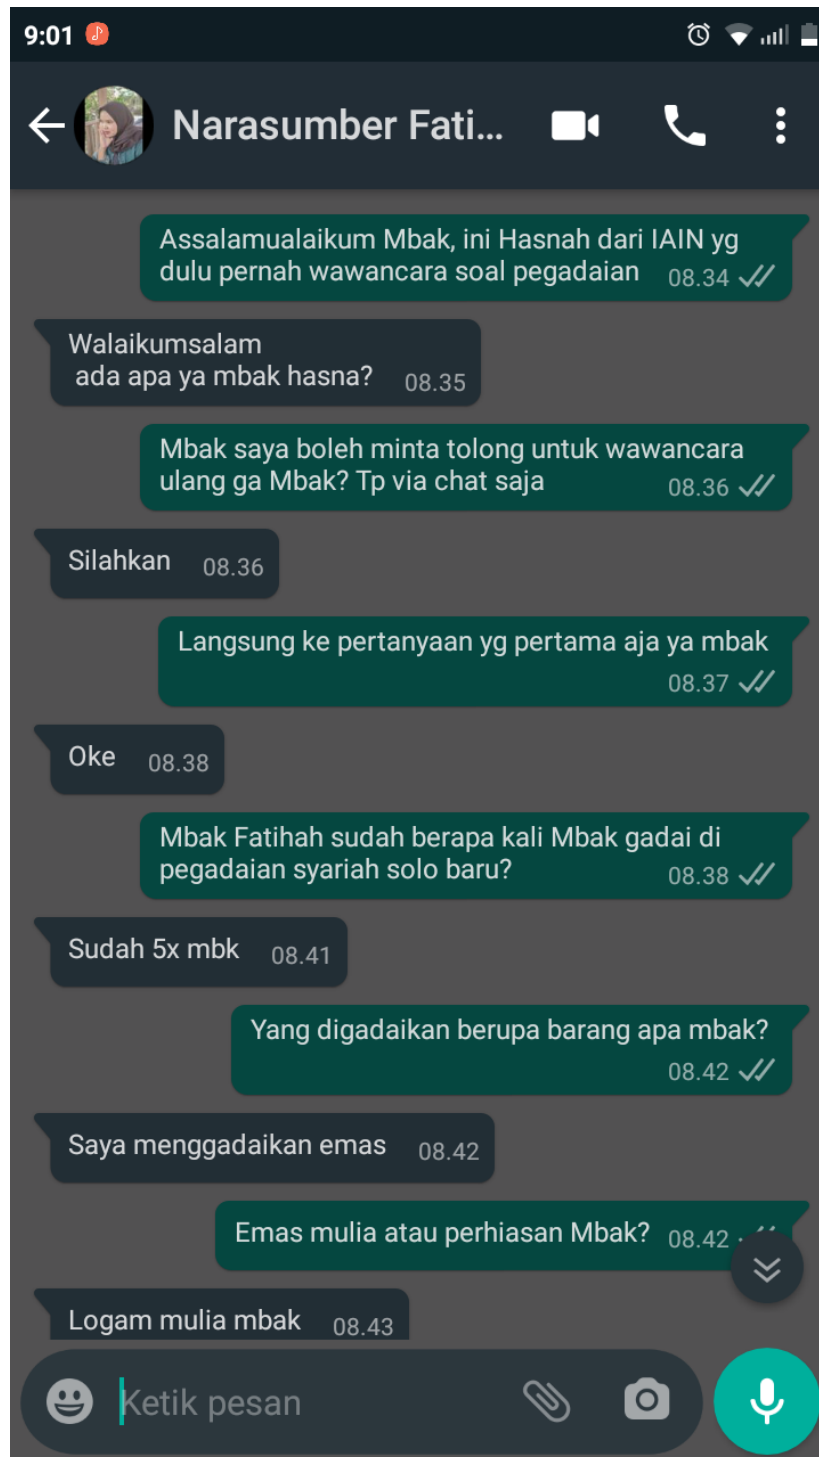 9:01
Narasumber Fati...
Assalamualaikum Mbak, ini Hasnah dari IAIN yg
dulu pernah wawancara soal pegadaian 08.34
Walaikumsalam
ada apa ya mbak hasna? 08.35
Mbak saya boleh minta tolong untuk wawancara
ulang ga Mbak? Tp via chat saja 08.36
Silahkan 08.36
Langsung ke pertanyaan yg pertama aja ya mbak
08.37
Oke 08.38
Mbak Fatihah sudah berapa kali Mbak gadai di
pegadaian syariah solo baru? 08.38
Sudah 5x mbk 08.41
Yang digadaikan berupa barang apa mbak?
08.42
Saya menggadaikan emas 08.42
Emas mulia atau perhiasan Mbak? 08.42
Logam mulia mbak 08.43
Ketik pesan